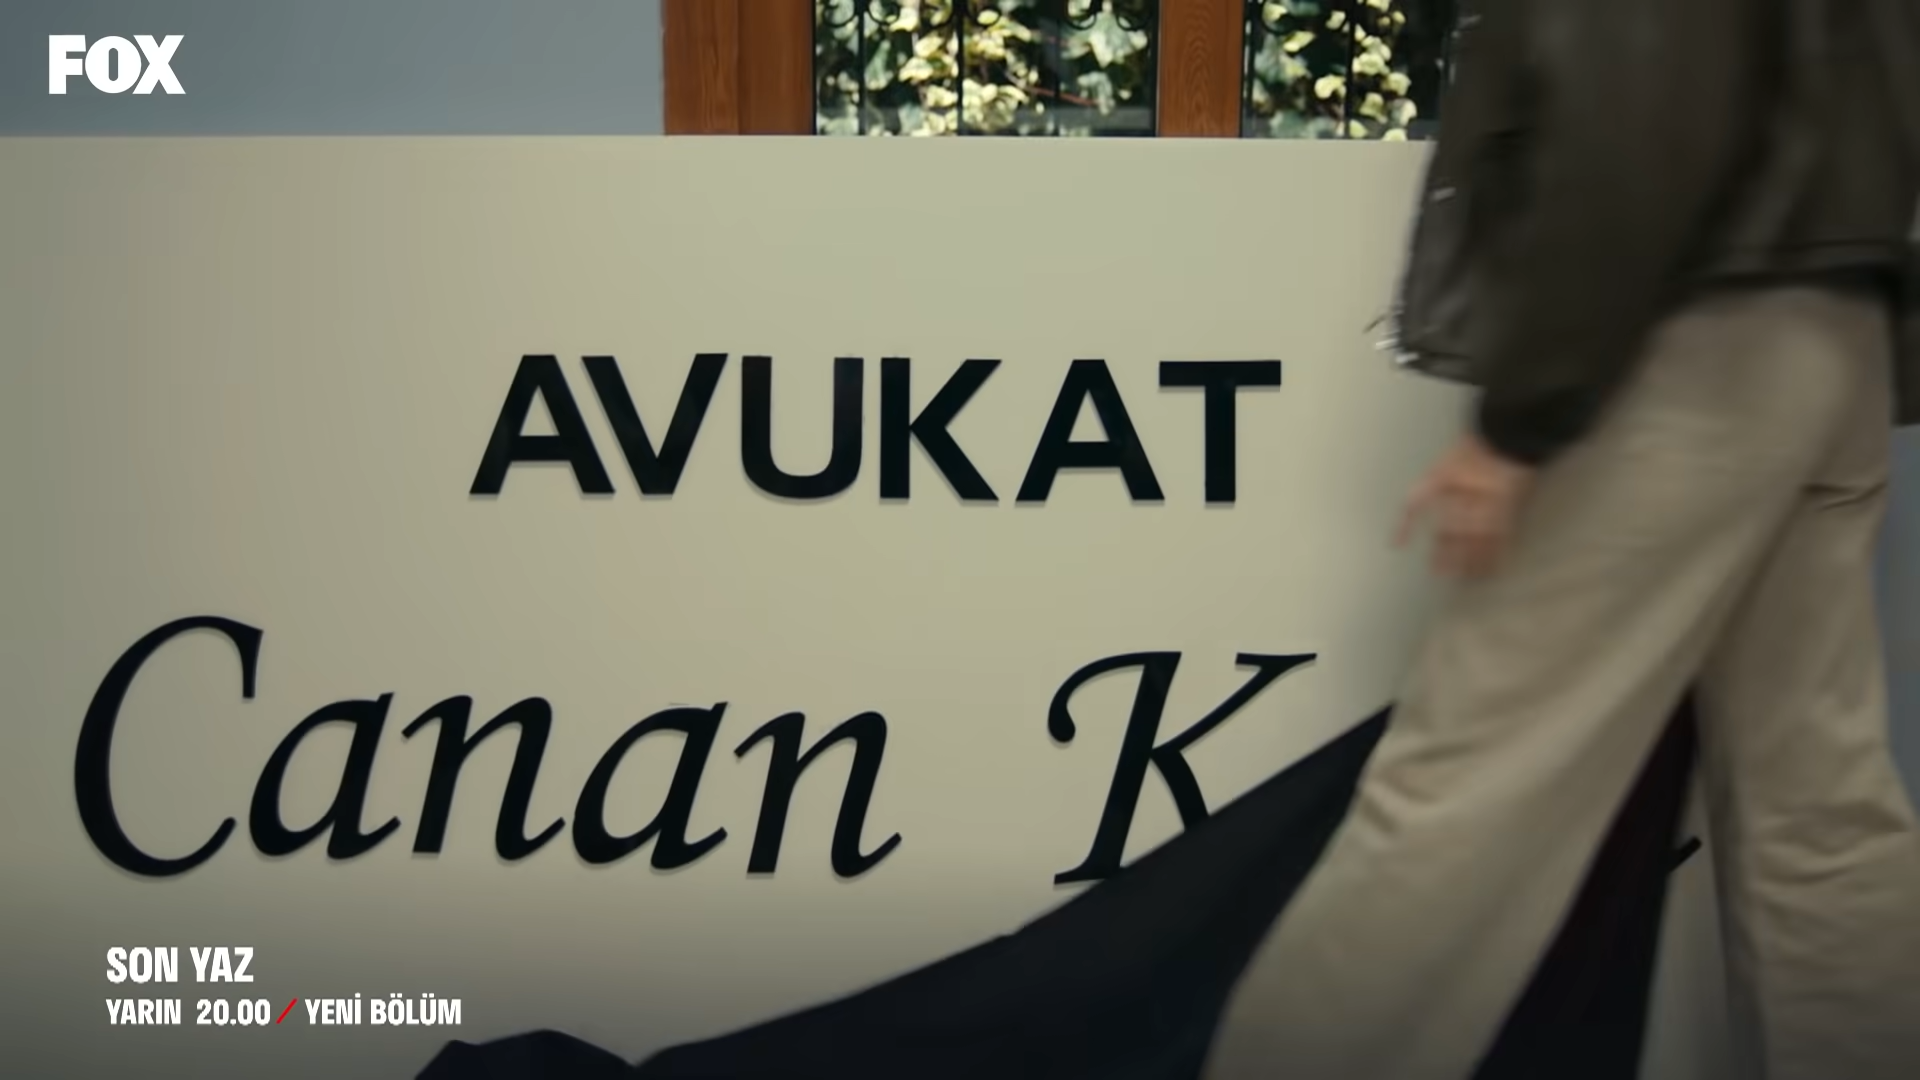 FOX
AVUKAT
Canan K
SON YAZ
YARIN 20.00 / YENİ BÖLÜM